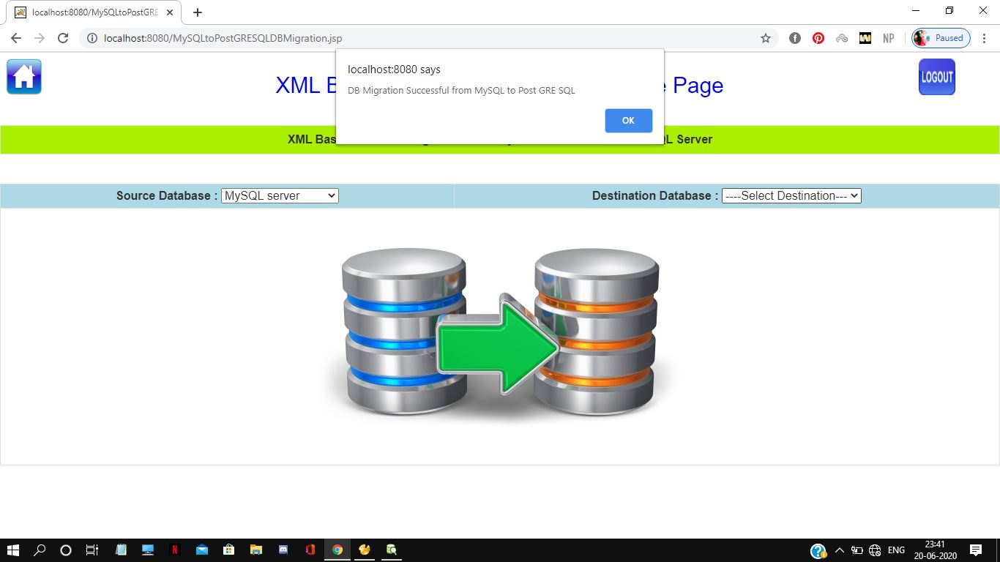 localhost:8080/MySQLtoPostGRE
localhost:8080/MySQLtoPostGRESQLDBMigration.jsp
NP
Paused
localhost:8080 says
DB Migration Successful from MySQL to Post GRE SQL
OK
XML
Page
LOGOUT
XML Bas
Server
Source Database : MySQL server
Destination Database : ----Select Destination---
ENG
23:41
20-06-2020